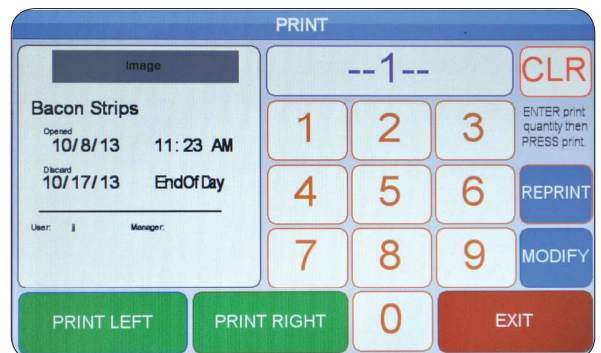 PRINT
Image
Bacon Strips
Opened
10/8/13 11:23 AM
Discard
10/17/13 EndOfDay
User: jj Manager:
--1--
CLR
1 2 3
ENTER print
quantity then
PRESS print.
4 5 6
REPRINT
7 8 9
MODIFY
PRINT LEFT
PRINT RIGHT
0
EXIT